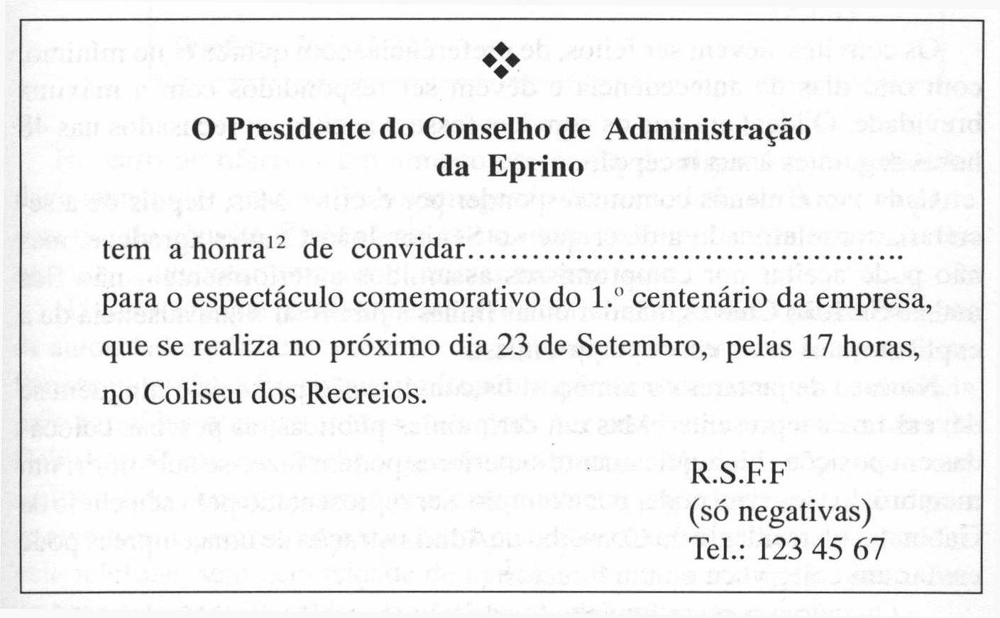 O Presidente do Conselho de Administração
da Eprino
tem a honra¹² de convidar................................................
para o espectáculo comemorativo do 1.º centenário da empresa,
que se realiza no próximo dia 23 de Setembro, pelas 17 horas,
no Coliseu dos Recreios.
R.S.F.F
(só negativas)
Tel.: 123 45 67